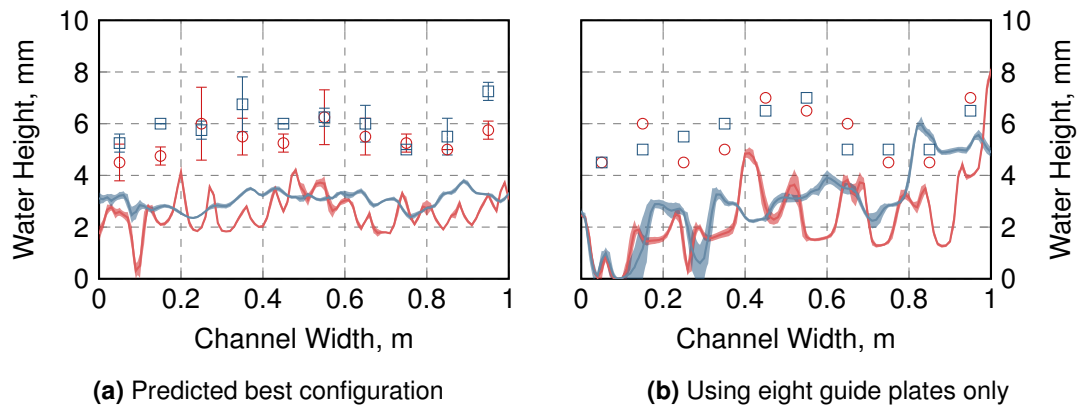 10
8
6
4
2
0
Water Height, mm
0 0.2 0.4 0.6 0.8 1
Channel Width, m
(a) Predicted best configuration
10
8
6
4
2
0
Water Height, mm
0 0.2 0.4 0.6 0.8 1
Channel Width, m
(b) Using eight guide plates only